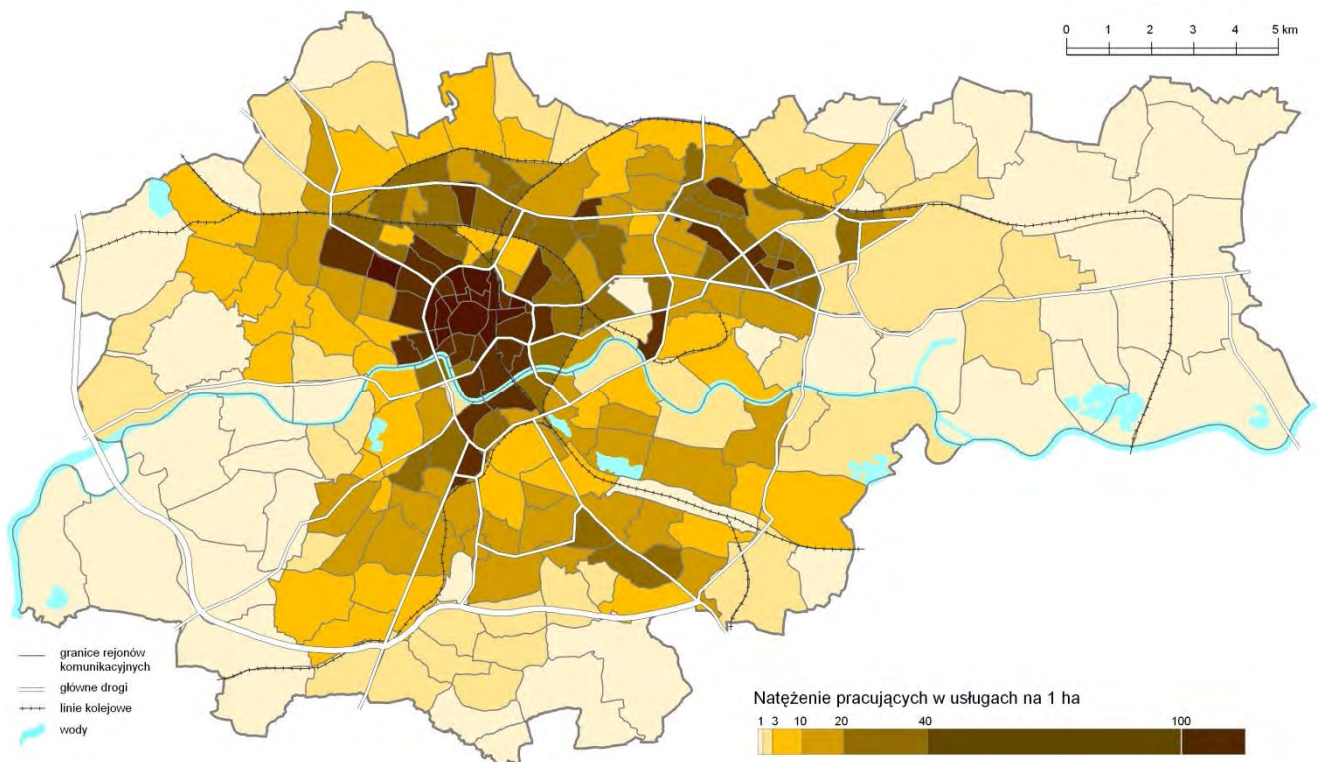 0 1 2 3 4 5 km
granice rejonów
komunikacyjnych
główne drogi
linie kolejowe
wody
Natężenie pracujących w usługach na 1 ha
1 3 10 20 40 100